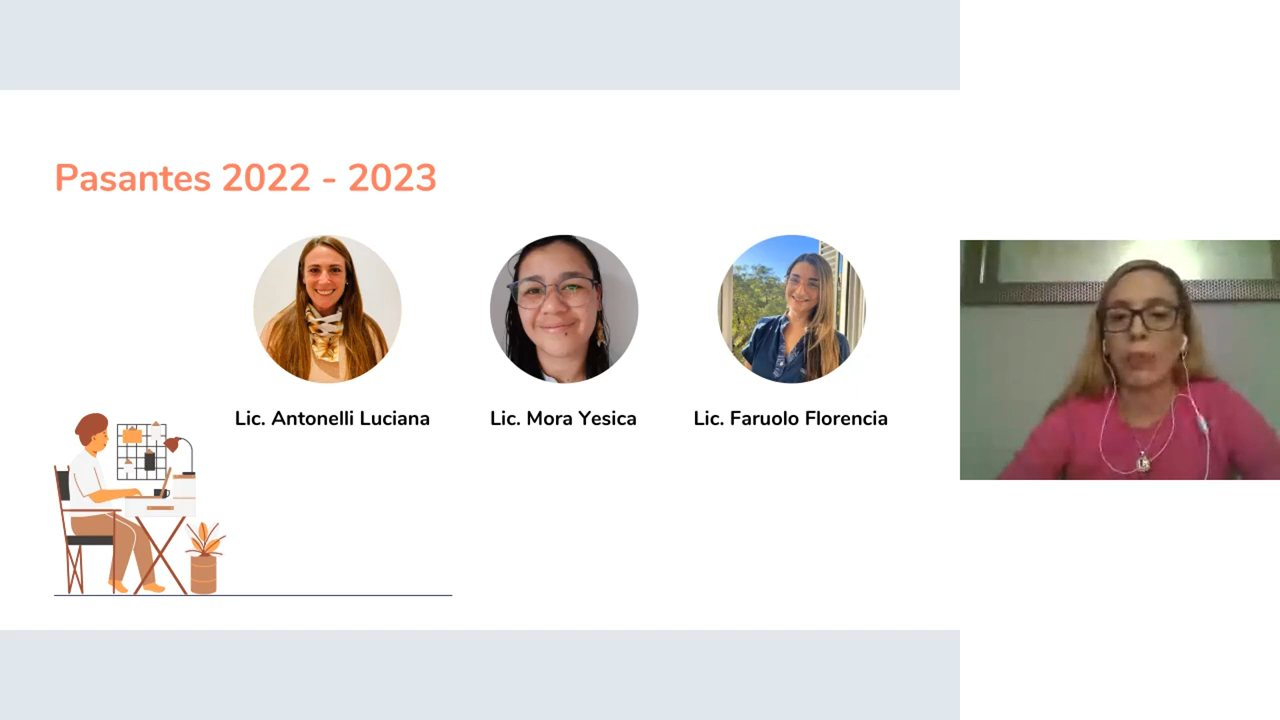 Pasantes 2022 - 2023
Lic. Antonelli Luciana
Lic. Mora Yesica
Lic. Faruolo Florencia